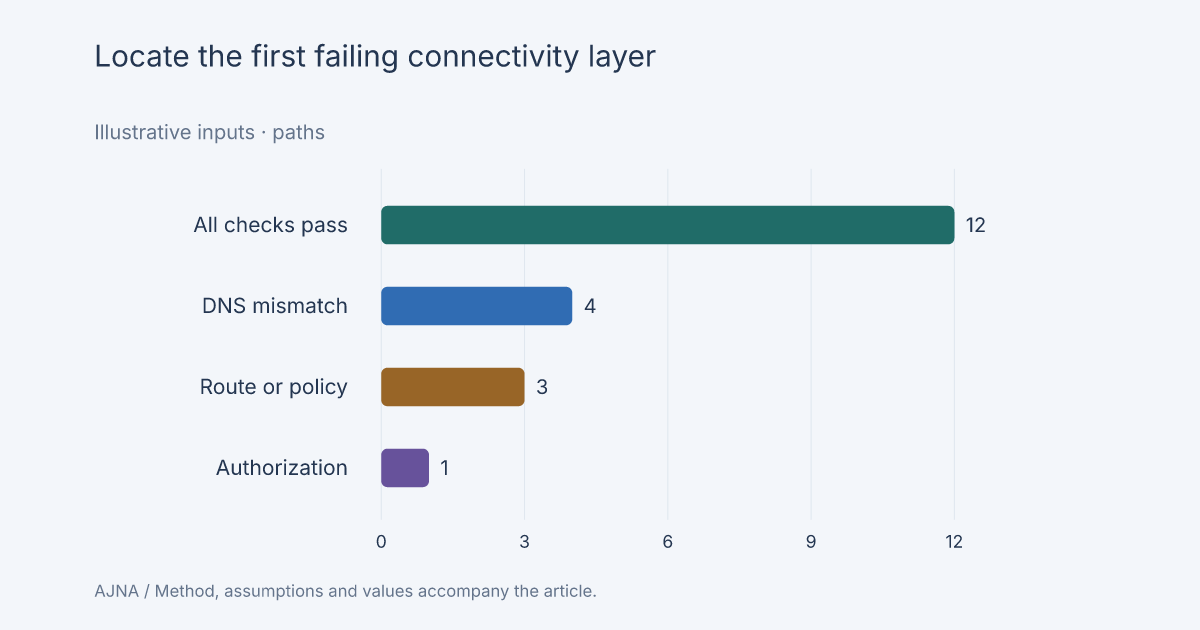 Locate the first failing connectivity layer
Illustrative inputs · paths
All checks pass 12
DNS mismatch 4
Route or policy 3
Authorization 1
0 3 6 9 12
AJNA / Method, assumptions and values accompany the article.